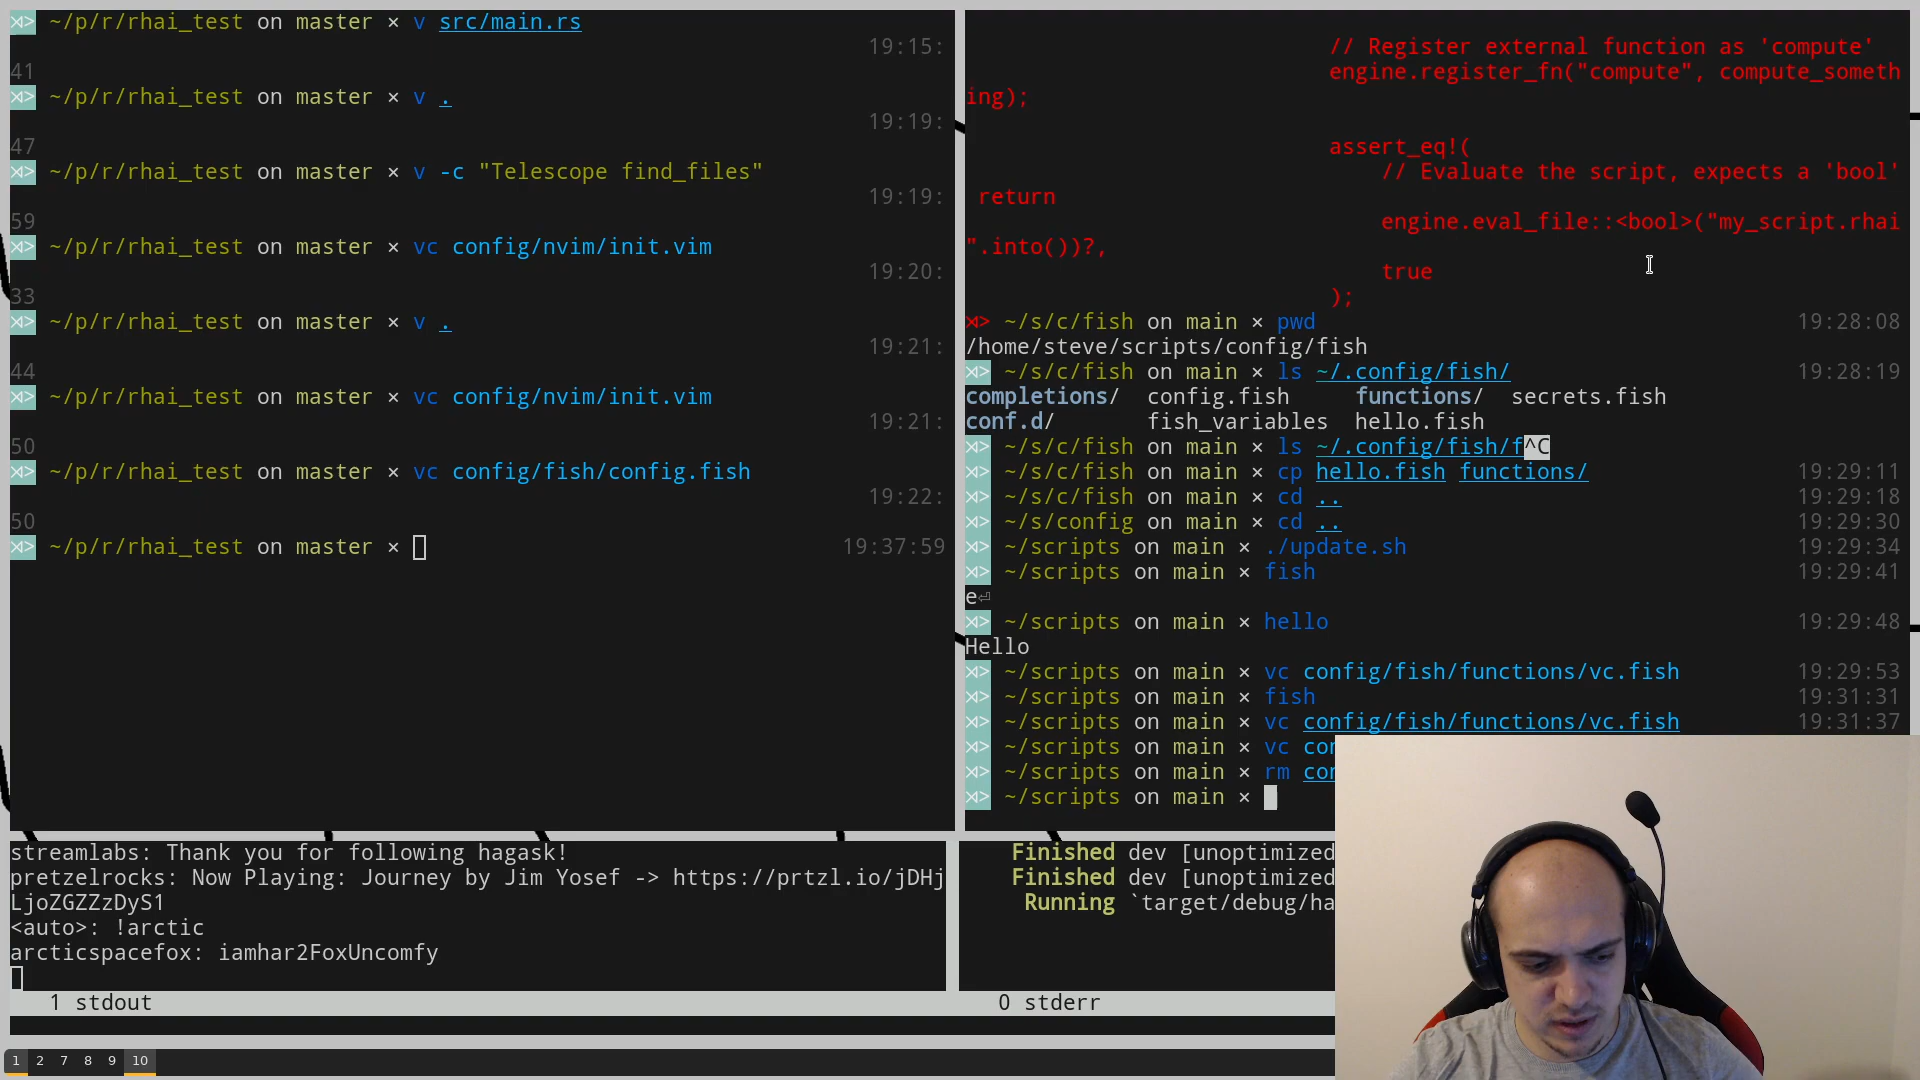 ⋊> ~/p/r/rhai_test on master × v src/main.rs
19:15:
41
⋊> ~/p/r/rhai_test on master × v .
19:19:
47
⋊> ~/p/r/rhai_test on master × v -c "Telescope find_files"
19:19:
59
⋊> ~/p/r/rhai_test on master × vc config/nvim/init.vim
19:20:
33
⋊> ~/p/r/rhai_test on master × v .
19:21:
44
⋊> ~/p/r/rhai_test on master × vc config/nvim/init.vim
19:21:
50
⋊> ~/p/r/rhai_test on master × vc config/fish/config.fish
19:22:
50
⋊> ~/p/r/rhai_test on master × 19:37:59
// Register external function as 'compute'
engine.register_fn("compute", compute_someth
ing);
assert_eq!(
// Evaluate the script, expects a 'bool'
return
engine.eval_file::<bool>("my_script.rhai
".into())?,
true
);
⋊> ~/s/c/fish on main × pwd 19:28:08
/home/steve/scripts/config/fish
⋊> ~/s/c/fish on main × ls ~/.config/fish/ 19:28:19
completions/ config.fish functions/ secrets.fish
conf.d/ fish_variables hello.fish
⋊> ~/s/c/fish on main × ls ~/.config/fish/f^C
⋊> ~/s/c/fish on main × cp hello.fish functions/ 19:29:11
⋊> ~/s/c/fish on main × cd .. 19:29:18
⋊> ~/s/config on main × cd .. 19:29:30
⋊> ~/scripts on main × ./update.sh 19:29:34
⋊> ~/scripts on main × fish 19:29:41
e⏎
⋊> ~/scripts on main × hello 19:29:48
Hello
⋊> ~/scripts on main × vc config/fish/functions/vc.fish 19:29:53
⋊> ~/scripts on main × fish 19:31:31
⋊> ~/scripts on main × vc config/fish/functions/vc.fish 19:31:37
⋊> ~/scripts on main × vc con
⋊> ~/scripts on main × rm con
⋊> ~/scripts on main ×
streamlabs: Thank you for following hagask!
pretzelrocks: Now Playing: Journey by Jim Yosef -> https://prtzl.io/jDHj
LjoZGZZzDyS1
<auto>: !arctic
arcticspacefox: iamhar2FoxUncomfy
1 stdout
Finished dev [unoptimized
Finished dev [unoptimized
Running `target/debug/ha
0 stderr
1 2 7 8 9 10